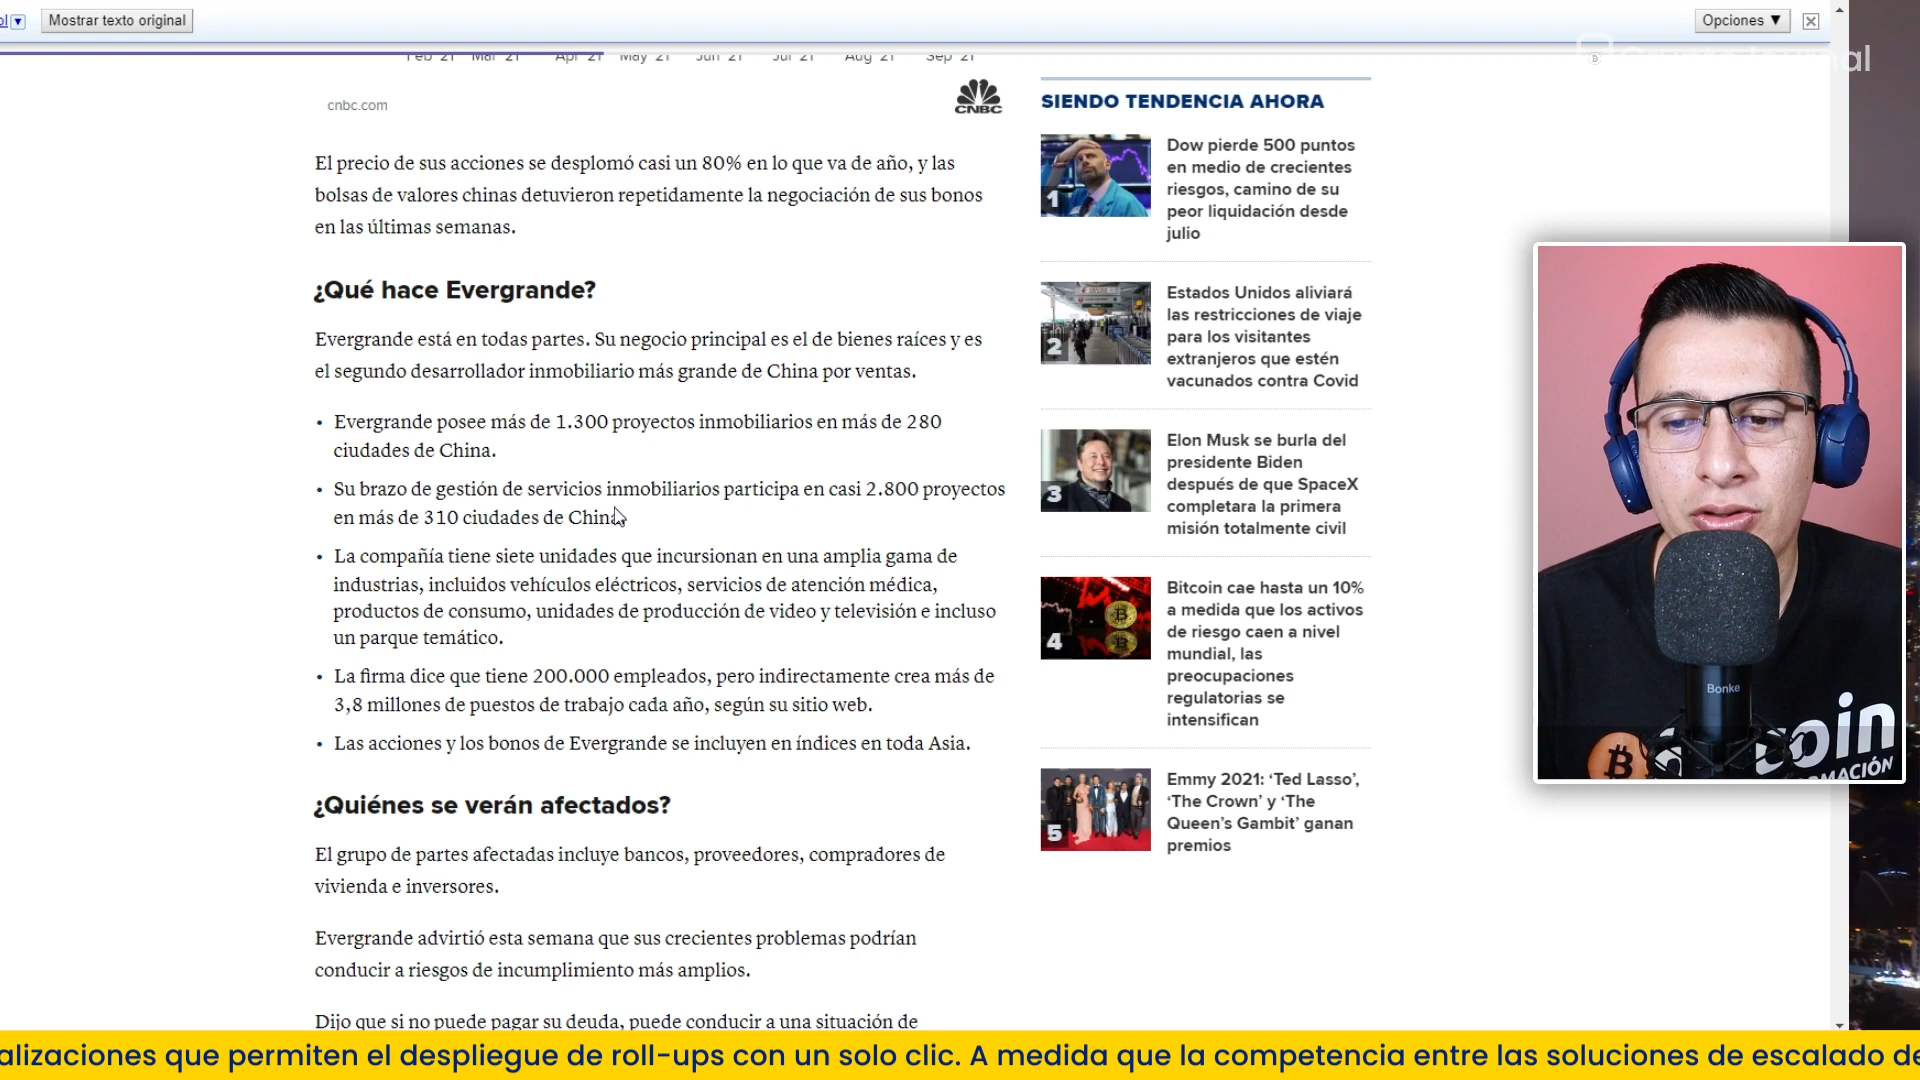 Mostrar texto original
Opciones ▼
Feb '21 Mar '21 Apr '21 May '21 Jun '21 Jul '21 Aug '21 Sep '21
cnbc.com
CNBC
El precio de sus acciones se desplomó casi un 80% en lo que va de año, y las
bolsas de valores chinas detuvieron repetidamente la negociación de sus bonos
en las últimas semanas.
¿Qué hace Evergrande?
Evergrande está en todas partes. Su negocio principal es el de bienes raíces y es
el segundo desarrollador inmobiliario más grande de China por ventas.
• Evergrande posee más de 1.300 proyectos inmobiliarios en más de 280
ciudades de China.
• Su brazo de gestión de servicios inmobiliarios participa en casi 2.800 proyectos
en más de 310 ciudades de China.
• La compañía tiene siete unidades que incursionan en una amplia gama de
industrias, incluidos vehículos eléctricos, servicios de atención médica,
productos de consumo, unidades de producción de video y televisión e incluso
un parque temático.
• La firma dice que tiene 200.000 empleados, pero indirectamente crea más de
3,8 millones de puestos de trabajo cada año, según su sitio web.
• Las acciones y los bonos de Evergrande se incluyen en índices en toda Asia.
¿Quiénes se verán afectados?
El grupo de partes afectadas incluye bancos, proveedores, compradores de
vivienda e inversores.
Evergrande advirtió esta semana que sus crecientes problemas podrían
conducir a riesgos de incumplimiento más amplios.
Dijo que si no puede pagar su deuda, puede conducir a una situación de
SIENDO TENDENCIA AHORA
1
Dow pierde 500 puntos
en medio de crecientes
riesgos, camino de su
peor liquidación desde
julio
2
Estados Unidos aliviará
las restricciones de viaje
para los visitantes
extranjeros que estén
vacunados contra Covid
3
Elon Musk se burla del
presidente Biden
después de que SpaceX
completara la primera
misión totalmente civil
4
Bitcoin cae hasta un 10%
a medida que los activos
de riesgo caen a nivel
mundial, las
preocupaciones
regulatorias se
intensifican
5
Emmy 2021: ‘Ted Lasso’,
‘The Crown’ y ‘The
Queen’s Gambit’ ganan
premios
Bonke
coin
alizaciones que permiten el despliegue de roll-ups con un solo clic. A medida que la competencia entre las soluciones de escalado de